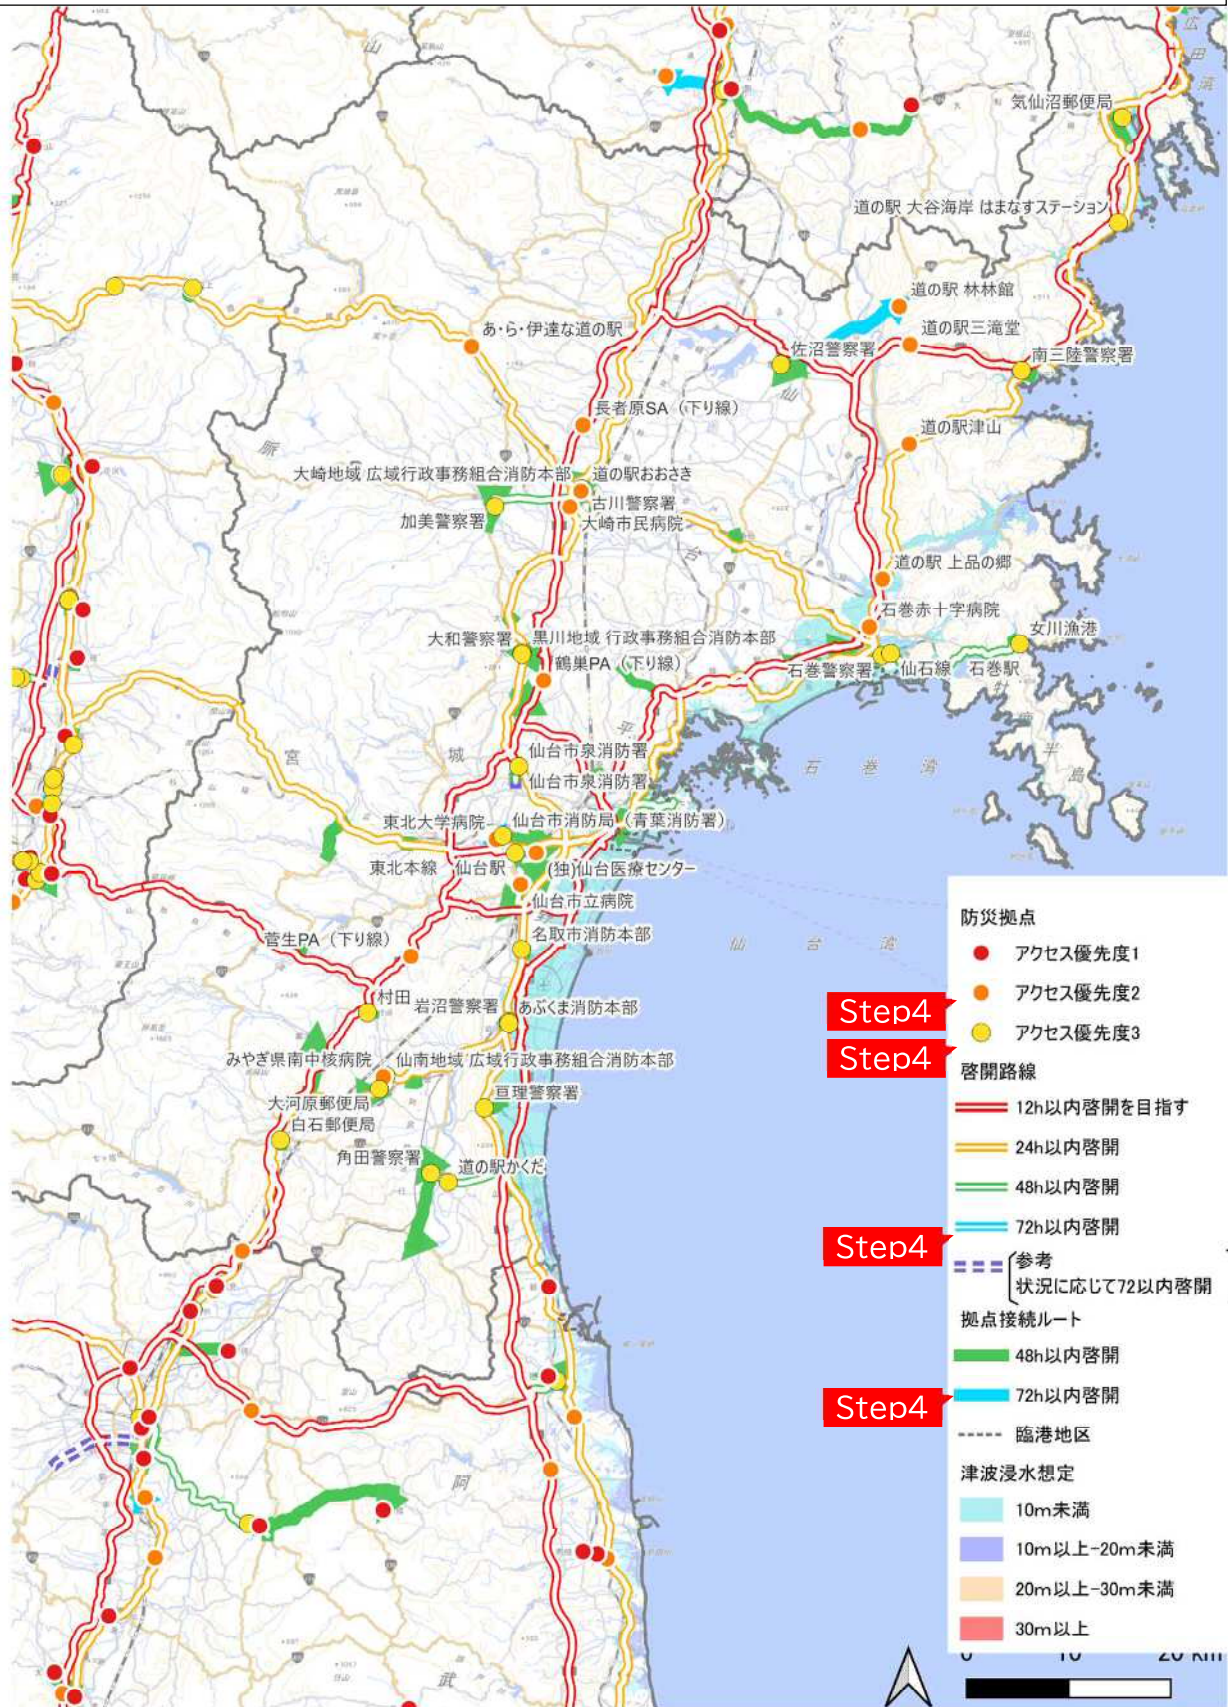 山
広
田
湾
気仙沼郵便局
道の駅 大谷海岸 はまなすステーション
道の駅 林林館
あ・ら・伊達な道の駅
道の駅三滝堂
佐沼警察署
南三陸警察署
仙
長者原SA（下り線）
道の駅津山
脈
大崎地域 広域行政事務組合消防本部
道の駅おおさき
古川警察署
加美警察署
大崎市民病院
台
道の駅 上品の郷
石巻赤十字病院
女川漁港
大和警察署
黒川地域 行政事務組合消防本部
鶴巣PA（下り線）
石巻警察署
仙石線 石巻駅
牡
鹿
半
島
平
宮
城
仙台市泉消防署
仙台市泉消防署
石 巻 湾
東北大学病院
仙台市消防局（青葉消防署）
東北本線 仙台駅
(独)仙台医療センター
仙台市立病院
野
菅生PA（下り線）
名取市消防本部
仙 台 湾
村田
岩沼警察署
あぶくま消防本部
みやぎ県南中核病院
仙南地域 広域行政事務組合消防本部
大河原郵便局
白石郵便局
亘理警察署
角田警察署
道の駅かくだ
阿
武
防災拠点
アクセス優先度1
アクセス優先度2
Step4
アクセス優先度3
Step4
啓開路線
12h以内啓開を目指す
24h以内啓開
48h以内啓開
72h以内啓開
Step4
参考
状況に応じて72以内啓開
拠点接続ルート
48h以内啓開
72h以内啓開
Step4
臨港地区
津波浸水想定
10m未満
10m以上-20m未満
20m以上-30m未満
30m以上
0 10 20 km